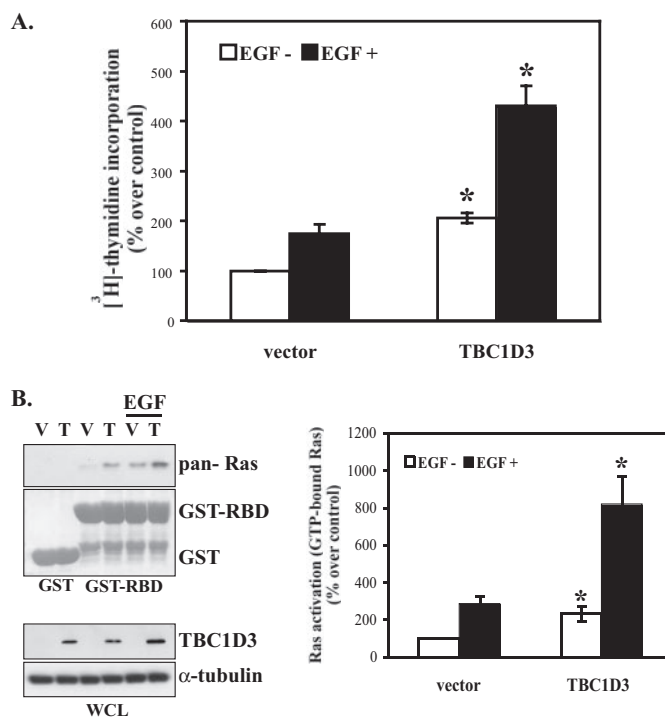 A.
³[H]-thymidine incorporation
(% over control)
600
500
400
300
200
100
0
EGF - EGF +
*
*
vector TBC1D3
B.
EGF
V T V T V T
pan- Ras
GST-RBD
GST
GST GST-RBD
TBC1D3
α-tubulin
WCL
Ras activation (GTP-bound Ras)
(% over control)
1200
1000
800
600
400
200
0
EGF - EGF +
*
*
vector TBC1D3